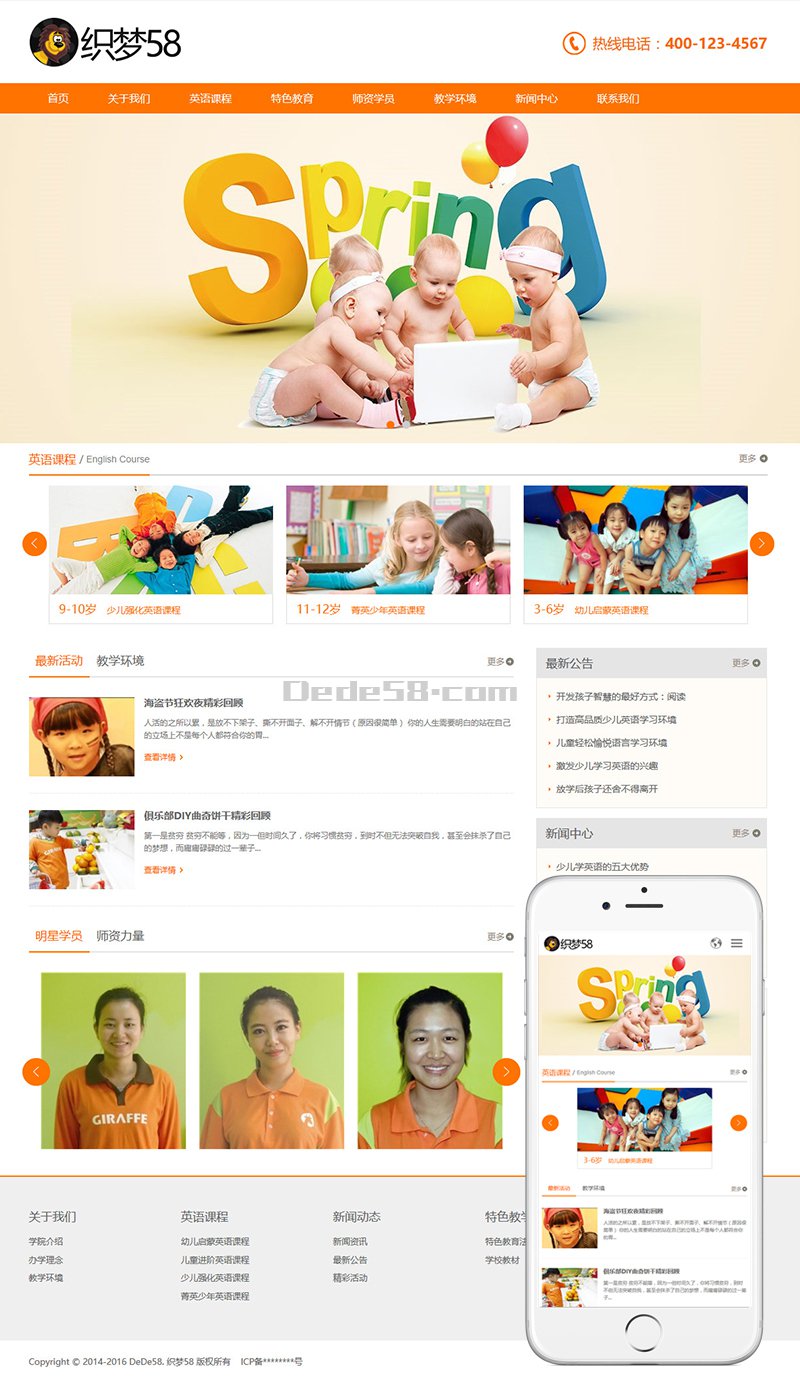 织梦58
热线电话：400-123-4567
首页 关于我们 英语课程 特色教育 师资学员 教学环境 新闻中心 联系我们
Spring
英语课程 / English Course
更多
9-10岁 少儿强化英语课程
11-12岁 菁英少年英语课程
3-6岁 幼儿启蒙英语课程
最新活动 教学环境
更多
海盗节狂欢夜精彩回顾
人活的之所以累，是放不下架子、撕不开面子、解不开情节（原因很简单） 你的人生需要明白的站在自己
的立场上不是每个人都符合你的胃...
查看详情
俱乐部DIY曲奇饼干精彩回顾
第一是贫穷 贫穷不能等，因为一但时间久了，你将习惯贫穷，到时不但无法突破自我，甚至会抹杀了自己
的梦想，而庸庸碌碌的过一辈子...
查看详情
Dede58.com
最新公告
更多
开发孩子智慧的最好方式：阅读
打造高品质少儿英语学习环境
儿童轻松愉悦语言学习环境
激发少儿学习英语的兴趣
放学后孩子还舍不得离开
新闻中心
更多
少儿学英语的五大优势
明星学员 师资力量
更多
GIRAFFE
关于我们
学院介绍
办学理念
教学环境
英语课程
幼儿启蒙英语课程
儿童进阶英语课程
少儿强化英语课程
菁英少年英语课程
新闻动态
新闻资讯
最新公告
精彩活动
特色教学
特色教育法
学校教材
织梦58
Spring
英语课程 / English Course
更多
3-6岁 幼儿启蒙英语课程
最新活动 教学环境
更多
海盗节狂欢夜精彩回顾
人活的之所以累，是放不下架子、撕不开面子、解不开情节（原因很
简单） 你的人生需要明白的站在自己的立场上不是每个人都符合你
的胃...
俱乐部DIY曲奇饼干精彩回顾
第一是贫穷 贫穷不能等，因为一但时间久了，你将习惯贫穷，到时
不但无法突破自我，甚至会抹杀了自己的梦想，而庸庸碌碌的过一辈
子...
Copyright © 2014-2016 DeDe58. 织梦58 版权所有 ICP备********号